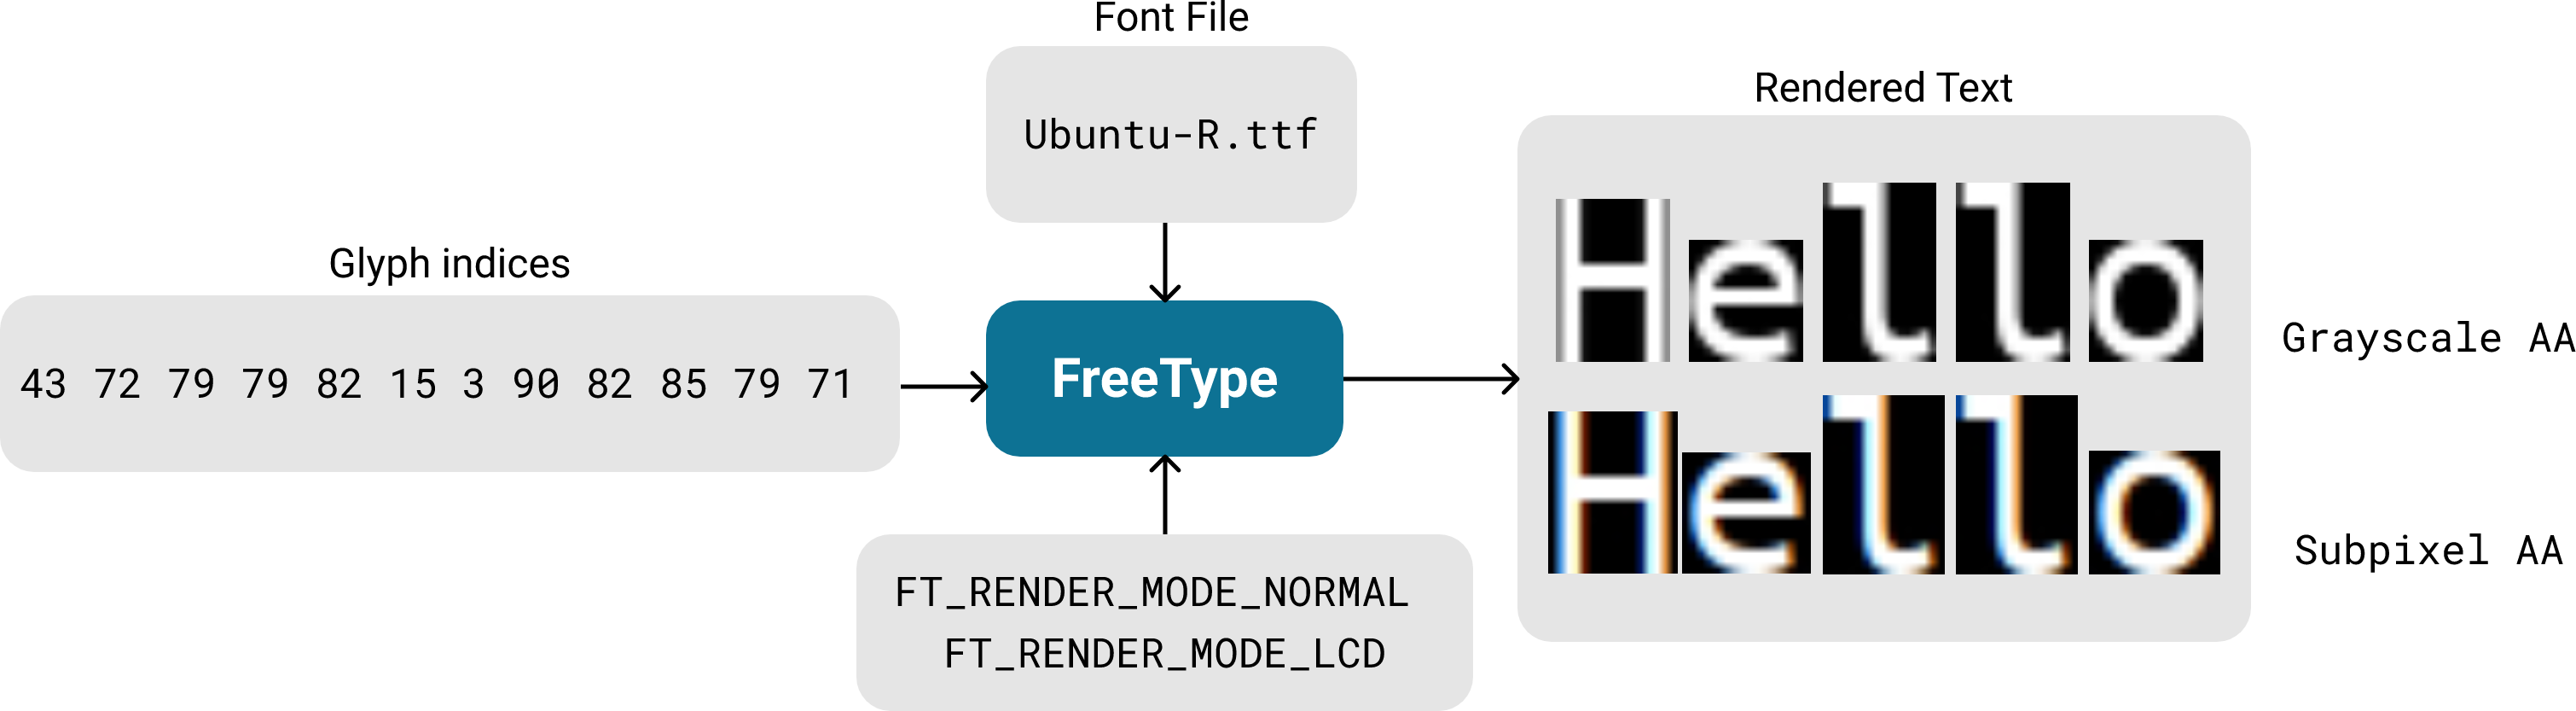 Font File
Ubuntu-R.ttf
Rendered Text
Glyph indices
43 72 79 79 82 15 3 90 82 85 79 71
FreeType
Hello
Grayscale AA
Hello
Subpixel AA
FT_RENDER_MODE_NORMAL
FT_RENDER_MODE_LCD